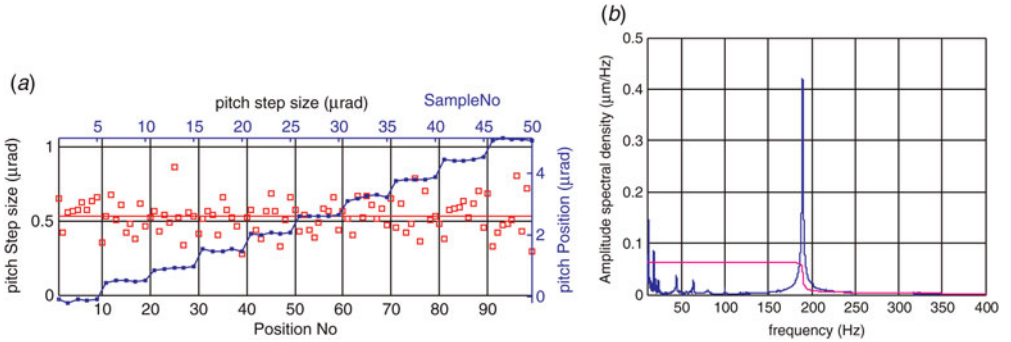 (a)
pitch step size (μrad)
SampleNo
5 10 15 20 25 30 35 40 45 50
pitch Step size (μrad)
1
0.5
0
4
2
0
pitch Position (μrad)
10 20 30 40 50 60 70 80 90
Position No
(b)
Amplitude spectral density (μm/Hz)
0.5
0.4
0.3
0.2
0.1
0
50 100 150 200 250 300 350 400
frequency (Hz)